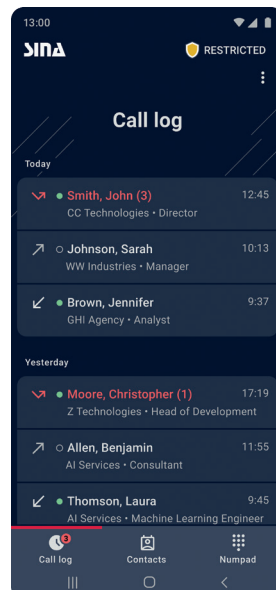 13:00
SINA
RESTRICTED
Call log
Today
Smith, John (3) 12:45
CC Technologies • Director
Johnson, Sarah 10:13
WW Industries • Manager
Brown, Jennifer 9:37
GHI Agency • Analyst
Yesterday
Moore, Christopher (1) 17:19
Z Technologies • Head of Development
Allen, Benjamin 11:55
AI Services • Consultant
Thomson, Laura 9:45
AI Services • Machine Learning Engineer
3
Call log Contacts Numpad